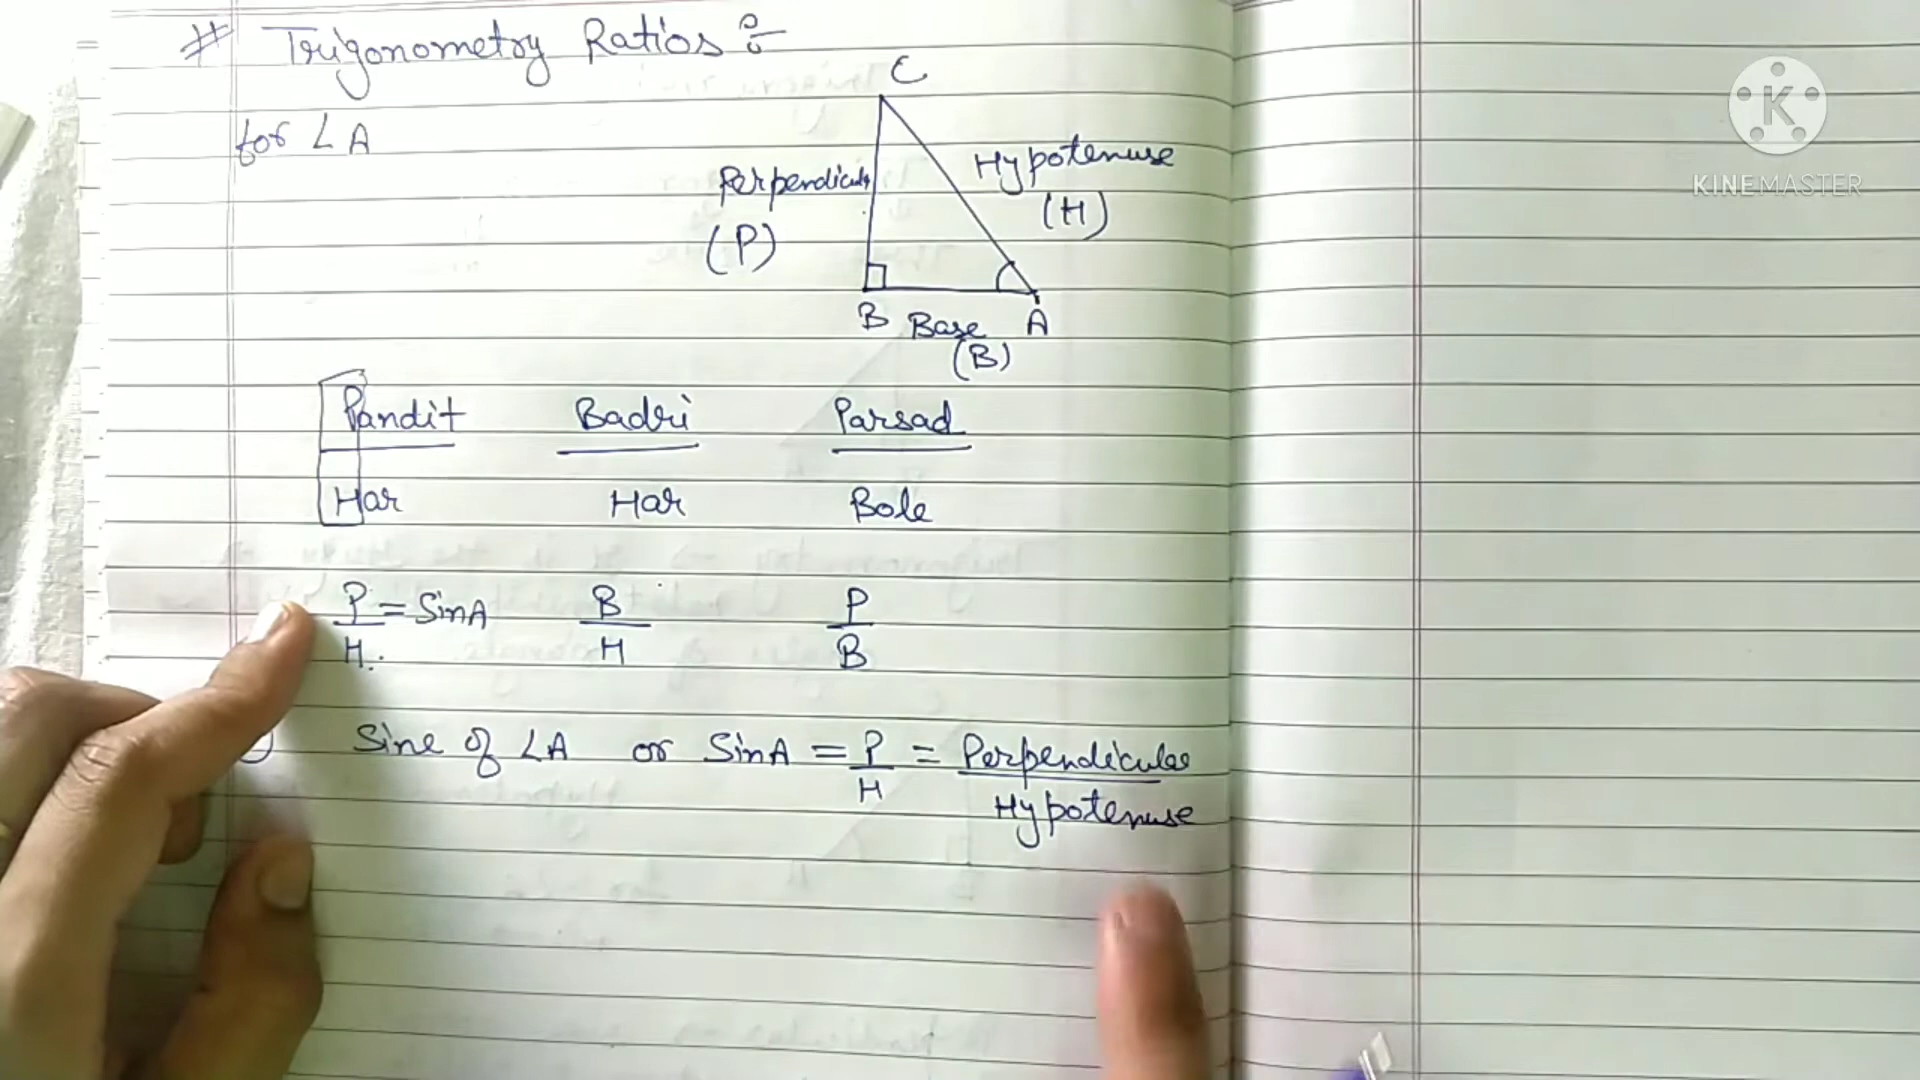 # Trigonometry Ratios :-
C
for ∠A
Perpendicular
(P)
Hypotenuse
(H)
B Base A
(B)
Pandit Badri Parsad
Har Har Bole
P/H = SinA B/H P/B
Sine of ∠A or SinA = P/H = Perpendicular/Hypotenuse
K
KINEMASTER